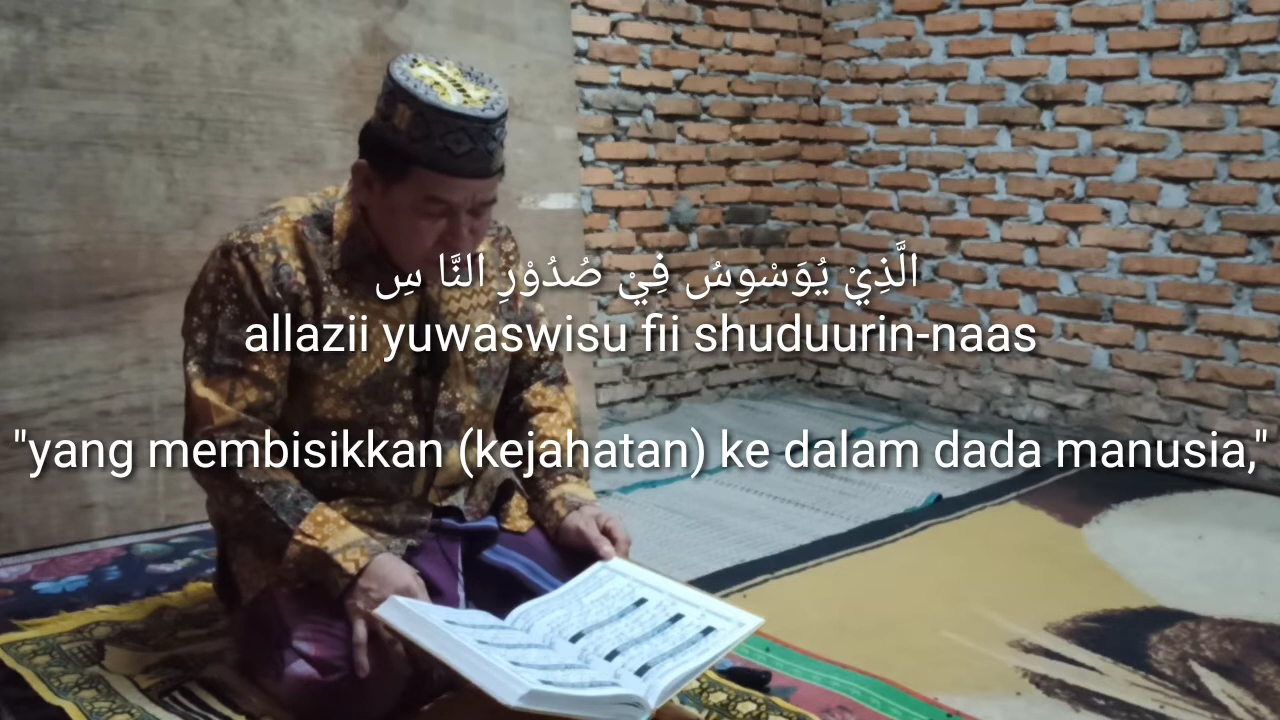 الَّذِيْ يُوَسْوِسُ فِيْ صُدُوْرِ النَّا سِ
allazii yuwaswisu fii shuduurin-naas
"yang membisikkan (kejahatan) ke dalam dada manusia,"